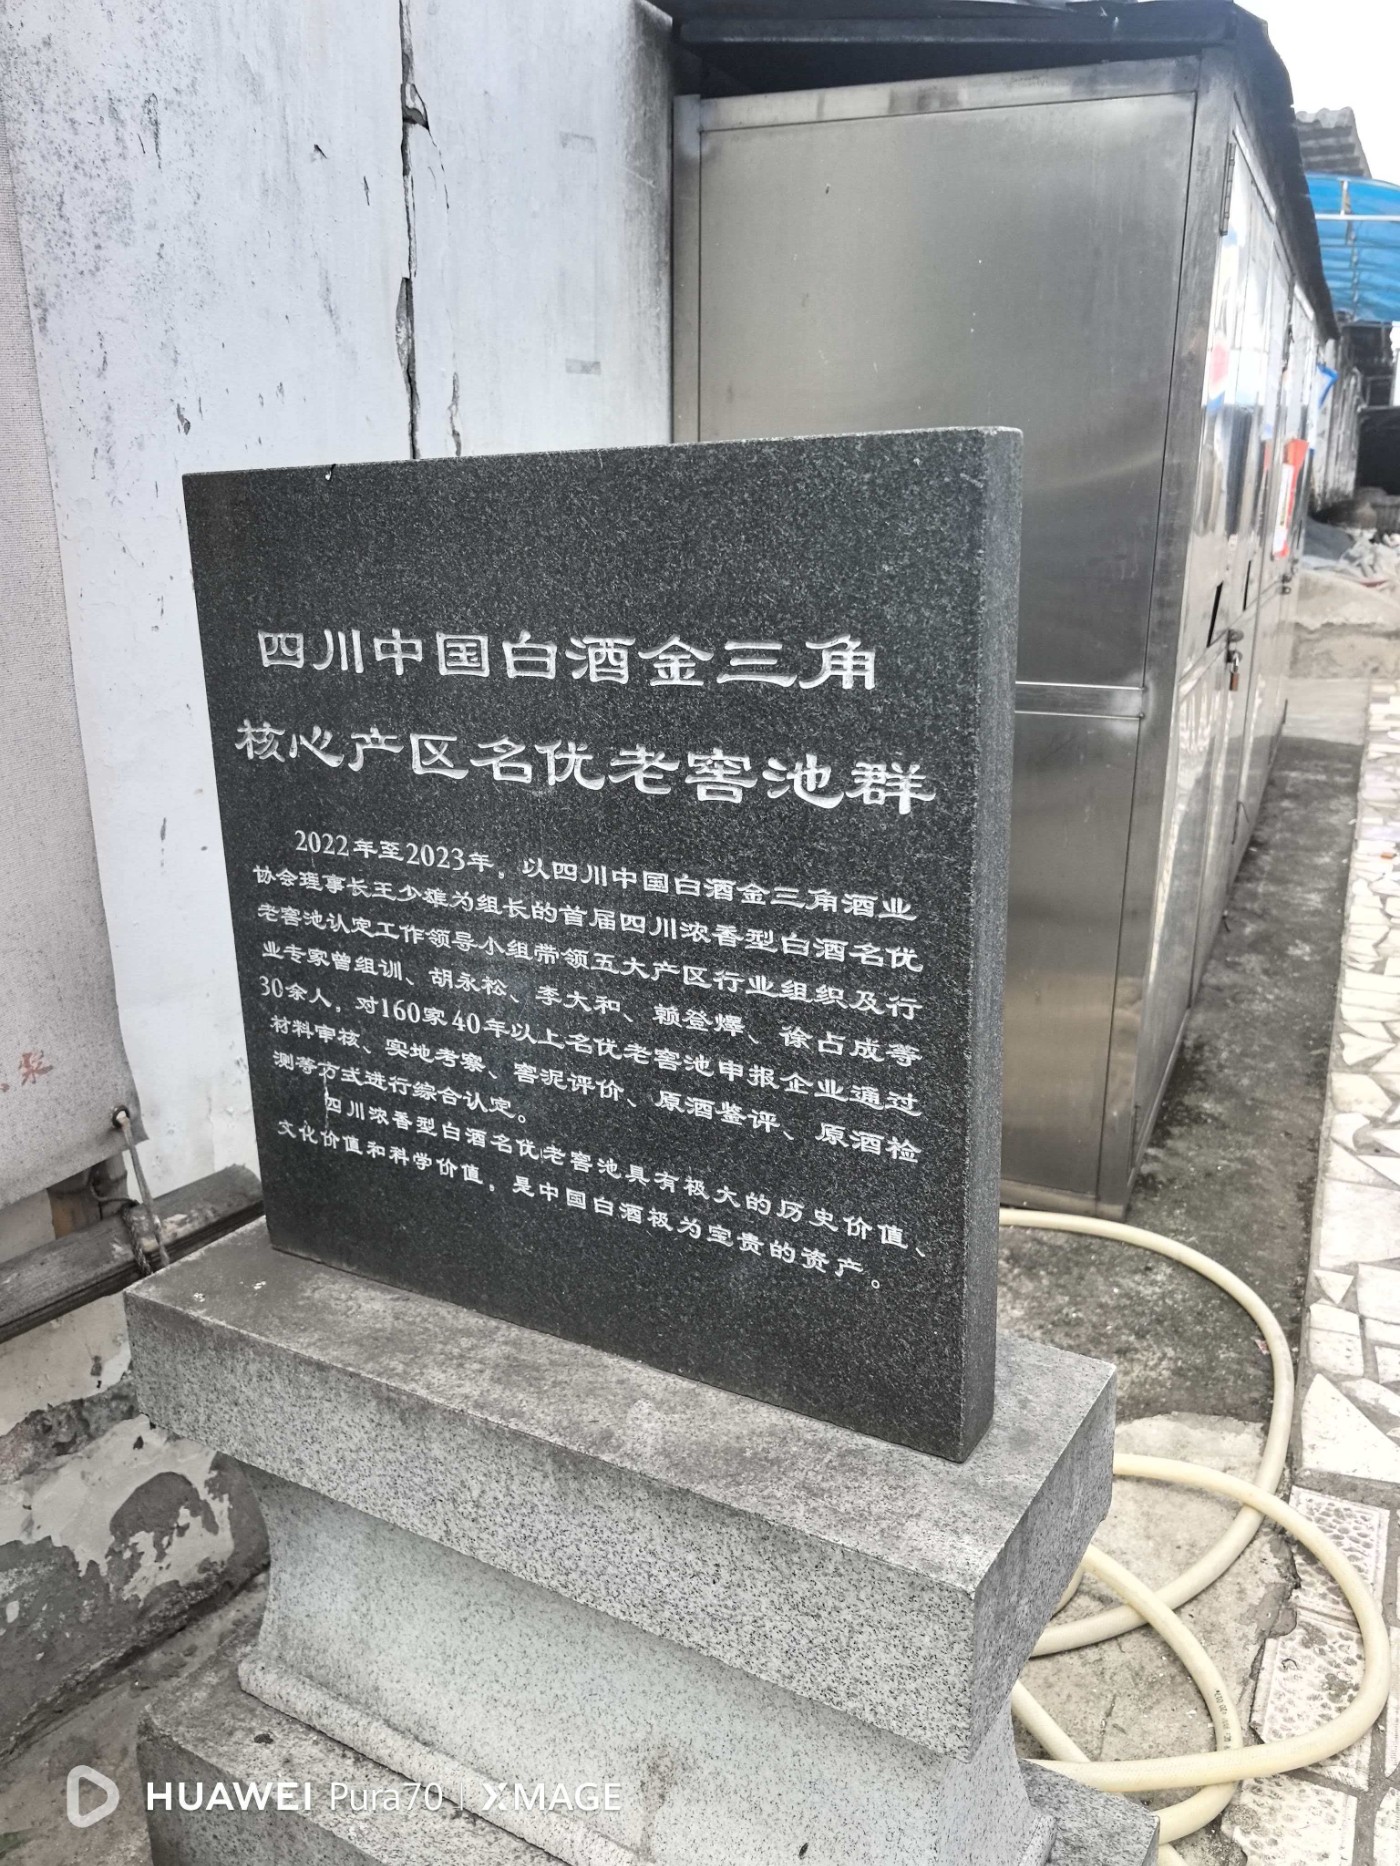 四川中国白酒金三角
核心产区名优老窖池群
2022年至2023年，以四川中国白酒金三角酒业
协会理事长王少雄为组长的首届四川浓香型白酒名优
老窖池认定工作领导小组带领五大产区行业组织及行
业专家曾组训、胡永松、李大和、赖登燡、徐占成等
30余人，对160家40年以上名优老窖池申报企业通过
材料审核、实地考察、窖泥评价、原酒鉴评、原酒检
测等方式进行综合认定。
四川浓香型白酒名优老窖池具有极大的历史价值、
文化价值和科学价值，是中国白酒极为宝贵的资产。
HUAWEI Pura70 | XMAGE